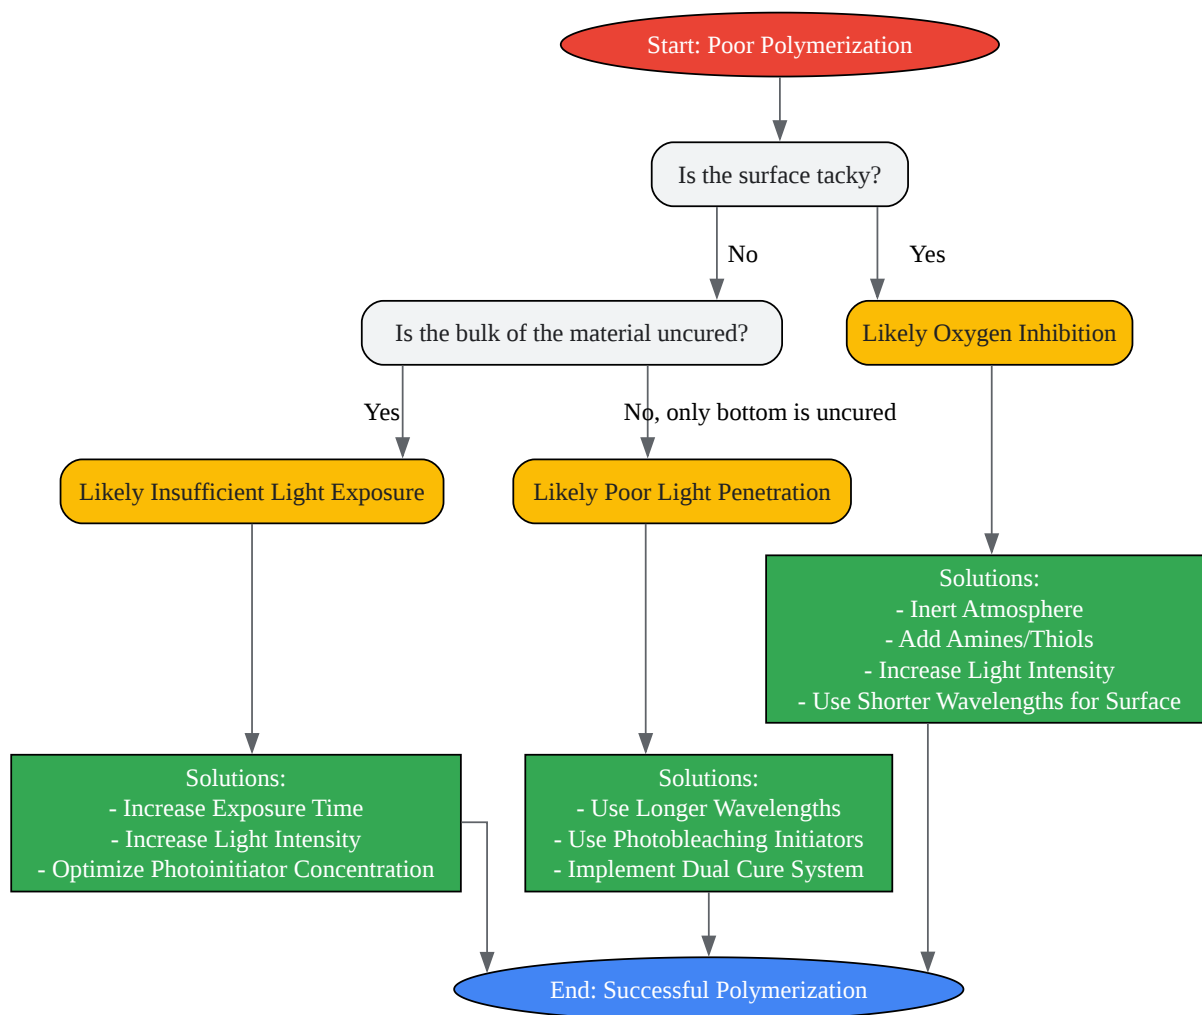 Start: Poor Polymerization
Is the surface tacky?
No
Yes
Is the bulk of the material uncured?
Likely Oxygen Inhibition
Yes
No, only bottom is uncured
Likely Insufficient Light Exposure
Likely Poor Light Penetration
Solutions:
- Inert Atmosphere
- Add Amines/Thiols
- Increase Light Intensity
- Use Shorter Wavelengths for Surface
Solutions:
- Increase Exposure Time
- Increase Light Intensity
- Optimize Photoinitiator Concentration
Solutions:
- Use Longer Wavelengths
- Use Photobleaching Initiators
- Implement Dual Cure System
End: Successful Polymerization